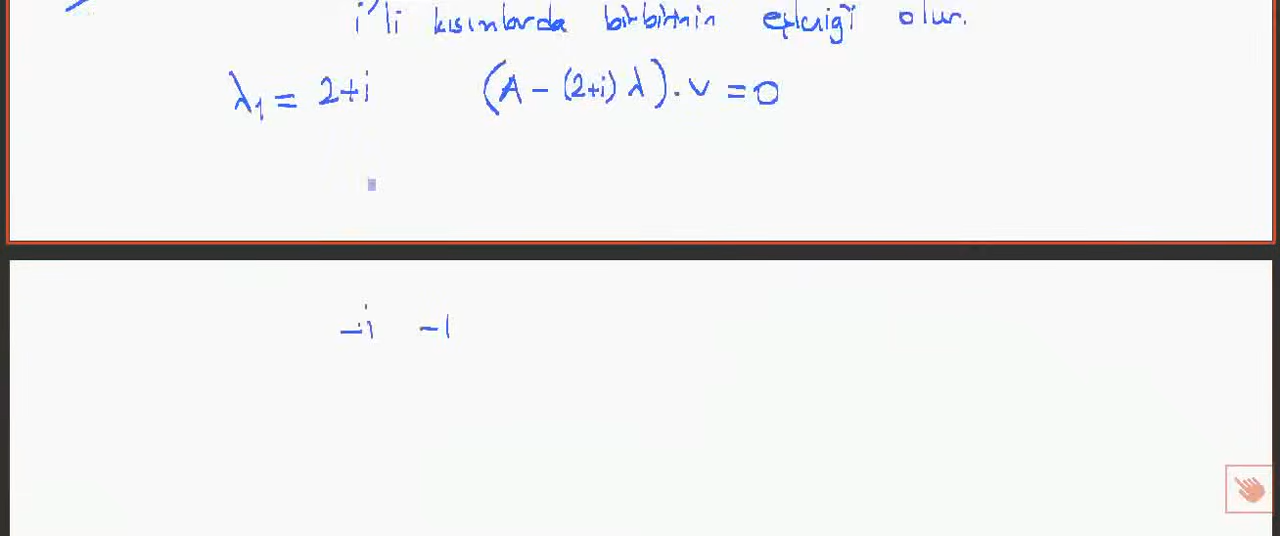 i'li kısımlarda birbirinin eşleniği olur.
λ₁ = 2+i (A - (2+i) λ) . v = 0
-i -1